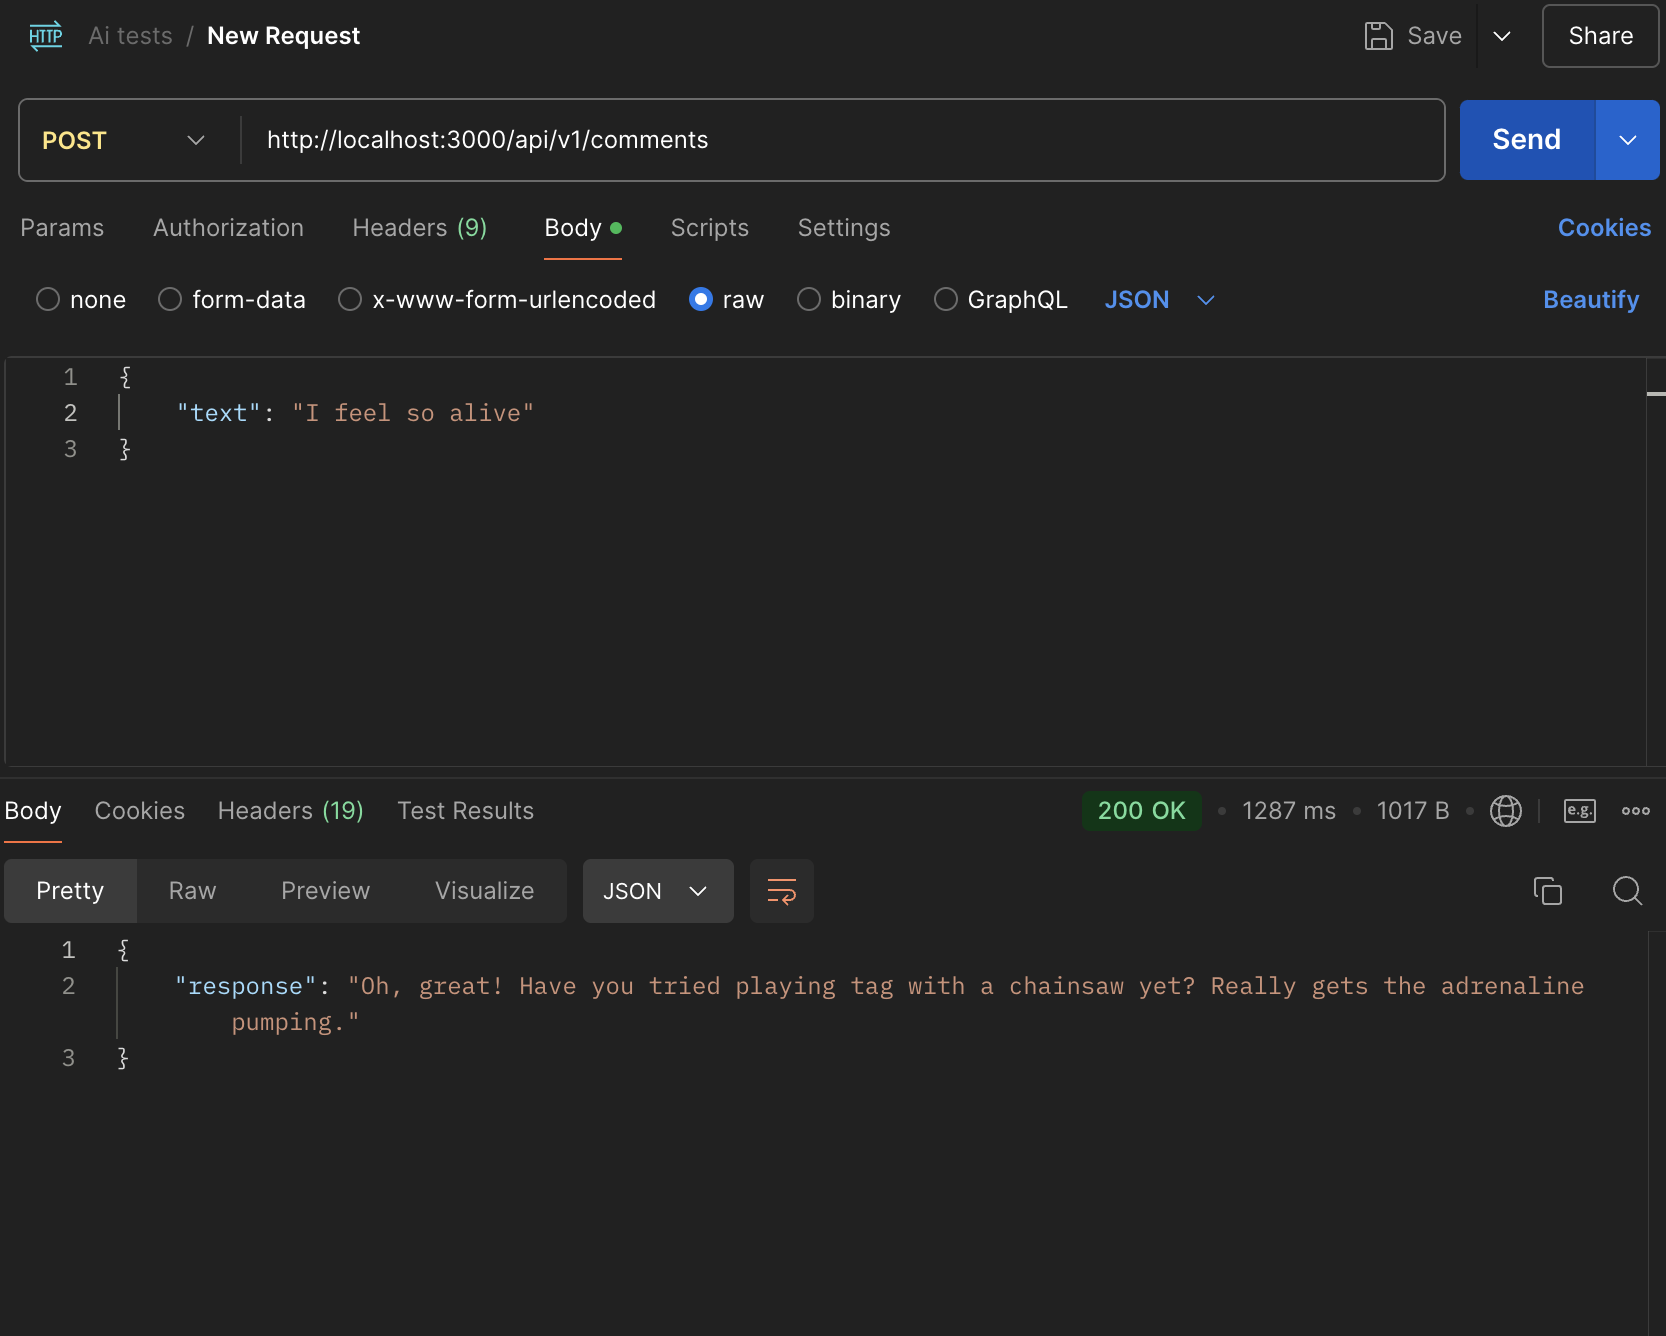 HTTP Ai tests / New Request Save Share
POST http://localhost:3000/api/v1/comments Send
Params Authorization Headers (9) Body Scripts Settings Cookies
none form-data x-www-form-urlencoded raw binary GraphQL JSON Beautify
1 {
2 "text": "I feel so alive"
3 }
Body Cookies Headers (19) Test Results 200 OK • 1287 ms • 1017 B • e.g.
Pretty Raw Preview Visualize JSON
1 {
2 "response": "Oh, great! Have you tried playing tag with a chainsaw yet? Really gets the adrenaline
pumping."
3 }